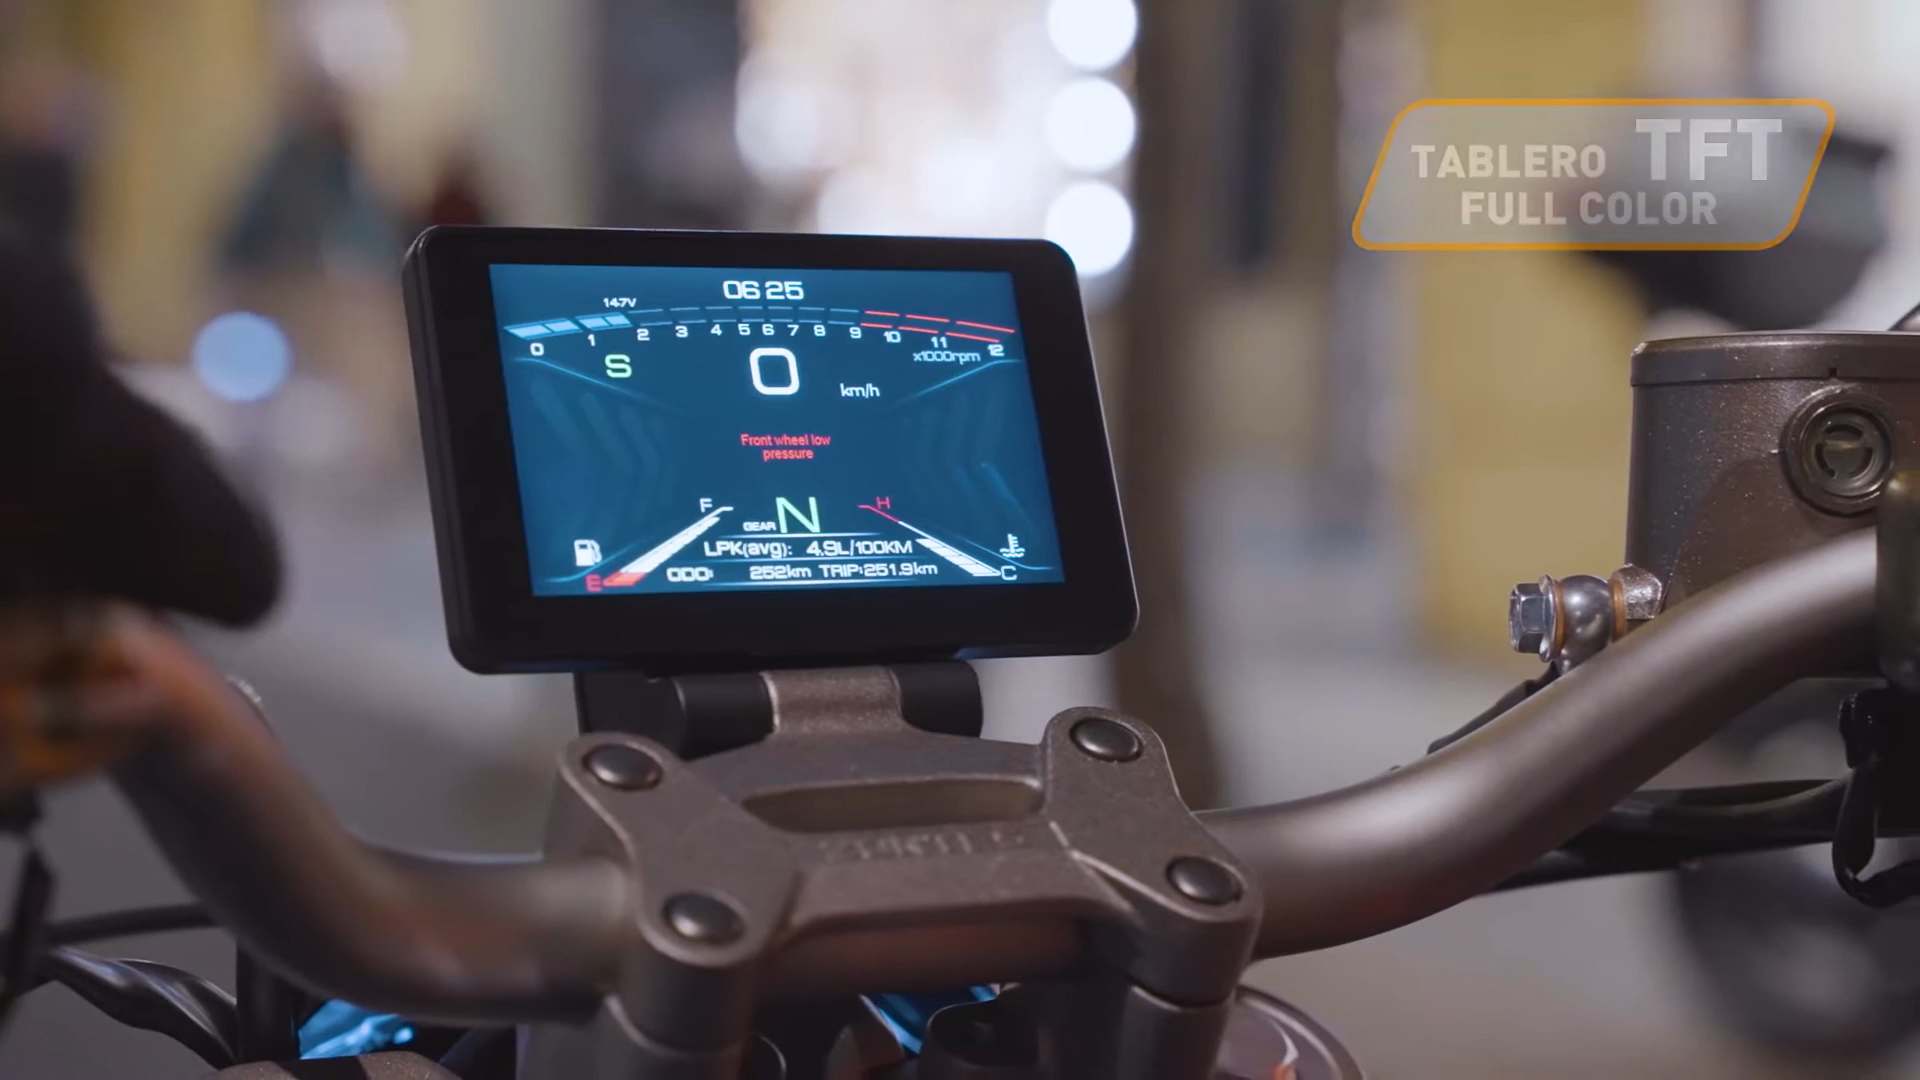 TABLERO TFT
FULL COLOR
06 25
14.7V
0 1 2 3 4 5 6 7 8 9 10 11 12
x1000rpm
S
0 km/h
Front wheel low
pressure
F N H
GEAR
LPK(avg): 4.9L/100KM
E ODO: 252km TRIP:251.9km C